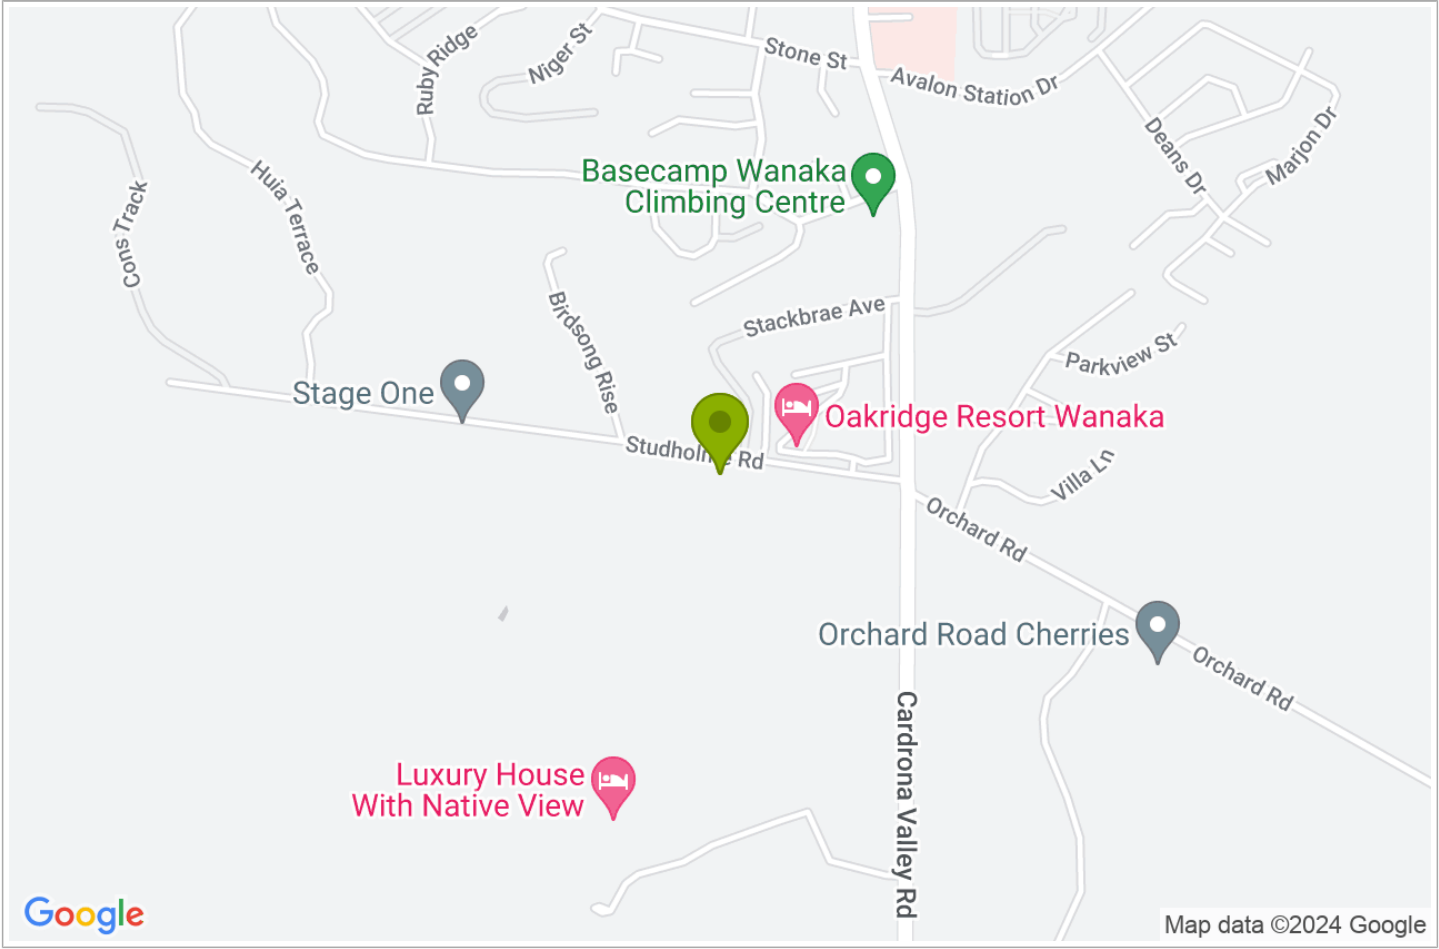 Ruby Ridge
Niger St
Stone St
Avalon Station Dr
Deans Dr
Marjon Dr
Huia Terrace
Cons Track
Basecamp Wanaka
Climbing Centre
Birdsong Rise
Stackbrae Ave
Parkview St
Stage One
Oakridge Resort Wanaka
Studholme Rd
Villa Ln
Orchard Rd
Orchard Road Cherries
Orchard Rd
Cardrona Valley Rd
Luxury House
With Native View
Google
Map data ©2024 Google